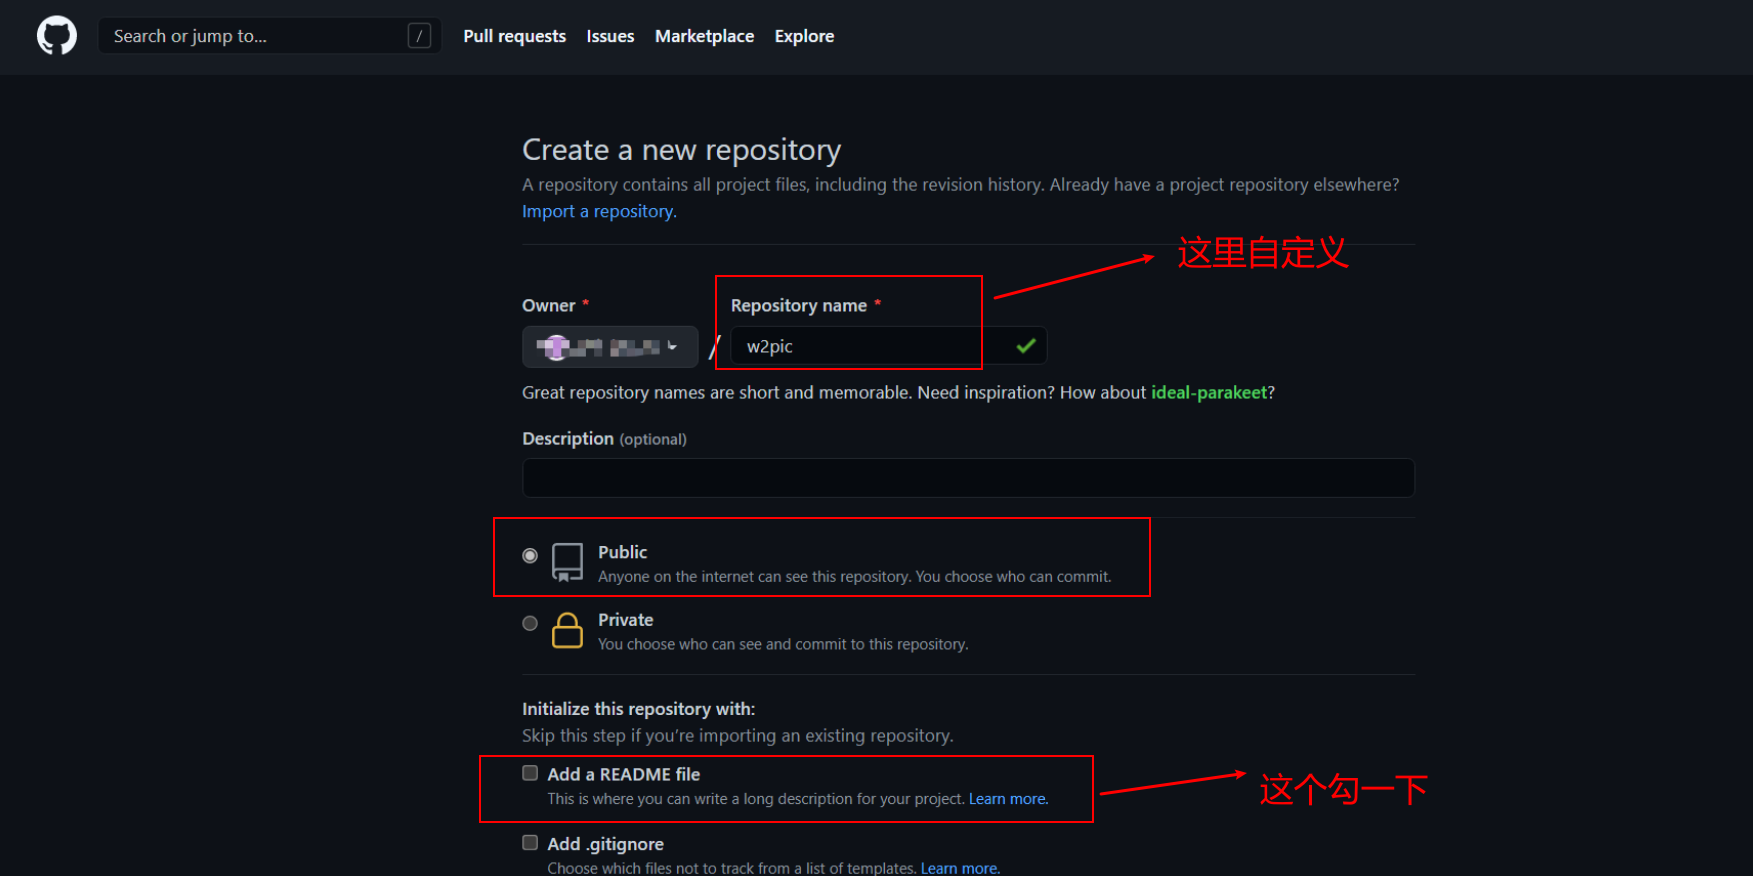 Search or jump to... /
Pull requests Issues Marketplace Explore
Create a new repository
A repository contains all project files, including the revision history. Already have a project repository elsewhere?
Import a repository.
这里自定义
Owner * Repository name *
/ w2pic
Great repository names are short and memorable. Need inspiration? How about ideal-parakeet?
Description (optional)
Public
Anyone on the internet can see this repository. You choose who can commit.
Private
You choose who can see and commit to this repository.
Initialize this repository with:
Skip this step if you’re importing an existing repository.
Add a README file
This is where you can write a long description for your project. Learn more.
这个勾一下
Add .gitignore
Choose which files not to track from a list of templates. Learn more.